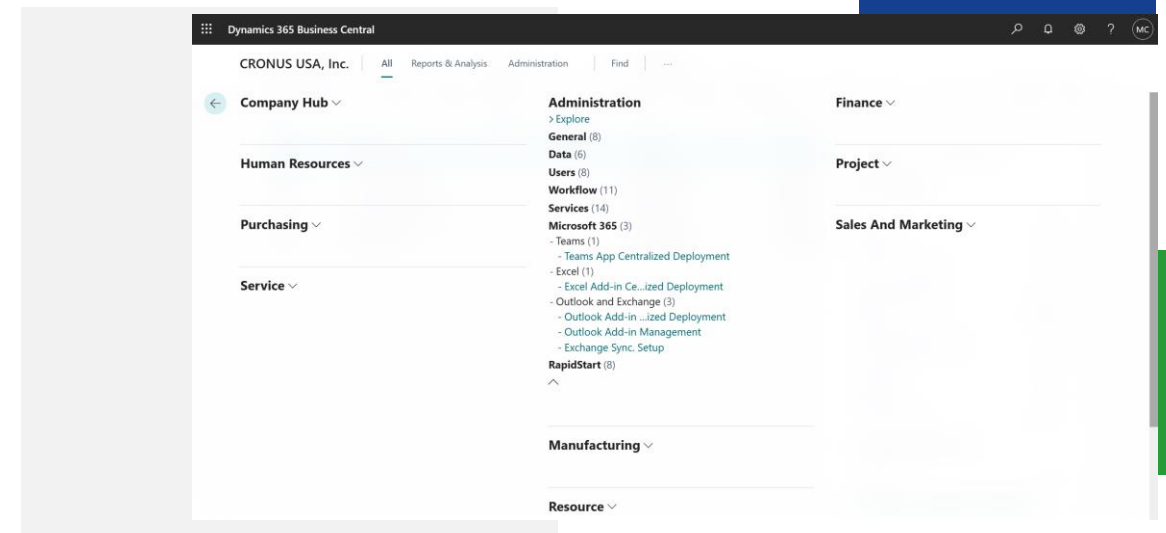 Dynamics 365 Business Central
? MC
CRONUS USA, Inc. All Reports & Analysis Administration Find ...
Company Hub
Human Resources
Purchasing
Service
Administration
> Explore
General (8)
Data (6)
Users (8)
Workflow (11)
Services (14)
Microsoft 365 (3)
- Teams (1)
- Teams App Centralized Deployment
- Excel (1)
- Excel Add-in Ce...ized Deployment
- Outlook and Exchange (3)
- Outlook Add-in ...ized Deployment
- Outlook Add-in Management
- Exchange Sync. Setup
RapidStart (8)
Manufacturing
Resource
Finance
Project
Sales And Marketing